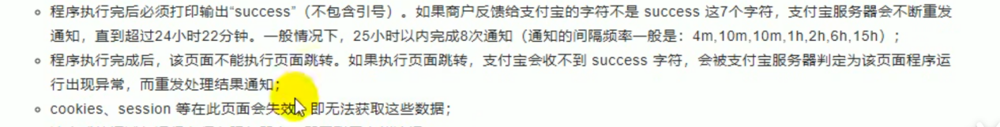 程序执行完后必须打印输出“success”（不包含引号）。如果商户反馈给支付宝的字符不是 success 这7个字符，支付宝服务器会不断重发
通知，直到超过24小时22分钟。一般情况下，25小时以内完成8次通知（通知的间隔频率一般是：4m,10m,10m,1h,2h,6h,15h）；
程序执行完成后，该页面不能执行页面跳转。如果执行页面跳转，支付宝会收不到 success 字符，会被支付宝服务器判定为该页面程序运
行出现异常，而重发处理结果通知；
cookies、session 等在此页面会失效，即无法获取这些数据；